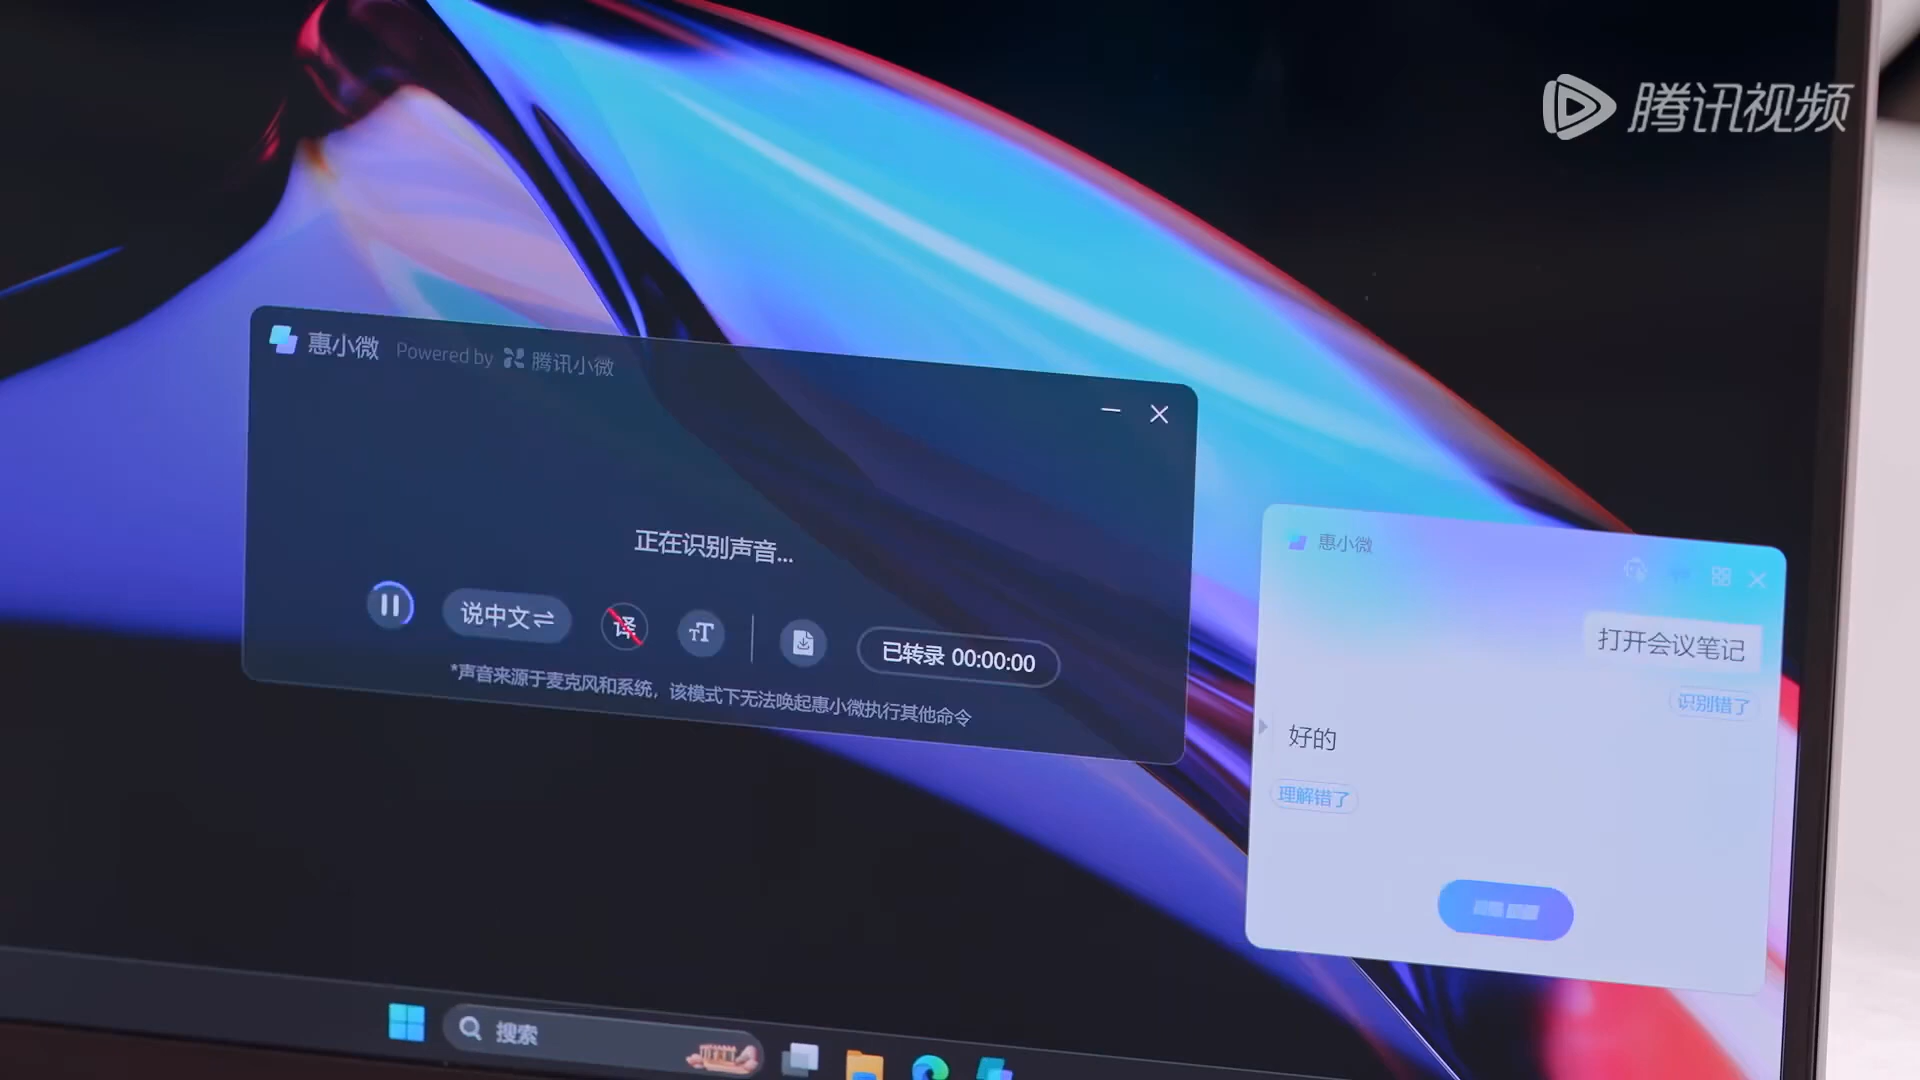 腾讯视频
惠小微 Powered by 腾讯小微
正在识别声音...
说中文
译
TT
已转录 00:00:00
*声音来源于麦克风和系统，该模式下无法唤起惠小微执行其他命令
惠小微
打开会议笔记
识别错了
好的
理解错了
搜索